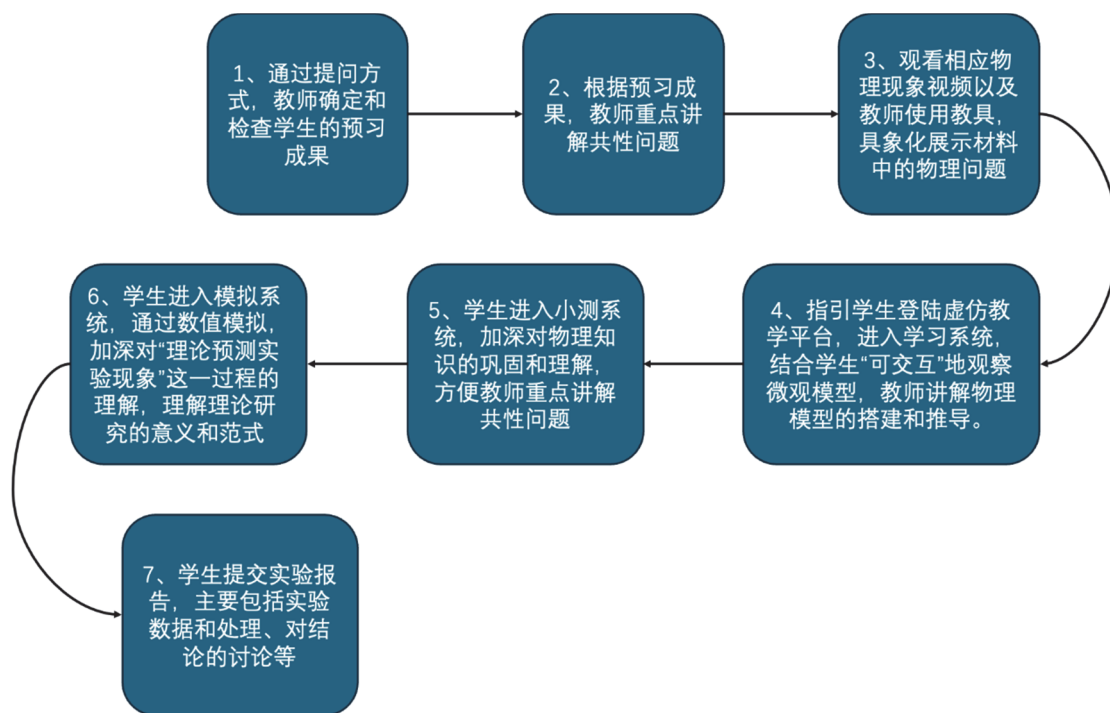 1、通过提问方
式，教师确定和
检查学生的预习
成果
2、根据预习成
果，教师重点讲
解共性问题
3、观看相应物
理现象视频以及
教师使用教具，
具象化展示材料
中的物理问题
4、指引学生登陆虚仿教
学平台，进入学习系统，
结合学生“可交互”地观察
微观模型，教师讲解物理
模型的搭建和推导。
5、学生进入小测系
统，加深对物理知
识的巩固和理解，
方便教师重点讲解
共性问题
6、学生进入模拟系
统，通过数值模拟，
加深对“理论预测实
验现象”这一过程的
理解，理解理论研
究的意义和范式
7、学生提交实验报
告，主要包括实验
数据和处理、对结
论的讨论等